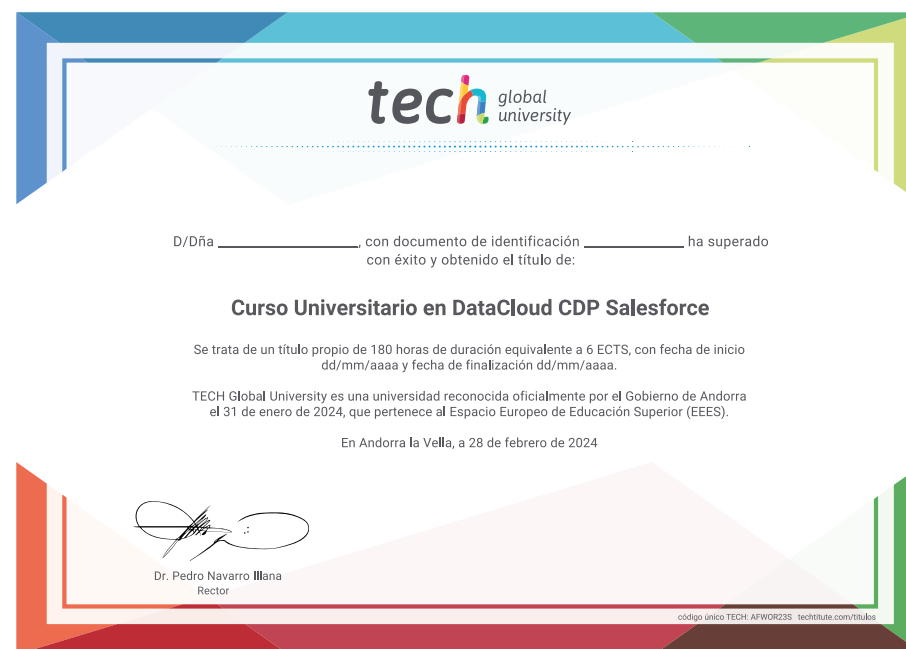 tech global university
D/Dña ____________________, con documento de identificación ______________ ha superado
con éxito y obtenido el título de:
Curso Universitario en DataCloud CDP Salesforce
Se trata de un título propio de 180 horas de duración equivalente a 6 ECTS, con fecha de inicio
dd/mm/aaaa y fecha de finalización dd/mm/aaaa.
TECH Global University es una universidad reconocida oficialmente por el Gobierno de Andorra
el 31 de enero de 2024, que pertenece al Espacio Europeo de Educación Superior (EEES).
En Andorra la Vella, a 28 de febrero de 2024
Dr. Pedro Navarro Illana
Rector
código único TECH: AFWOR23S techtitute.com/titulos